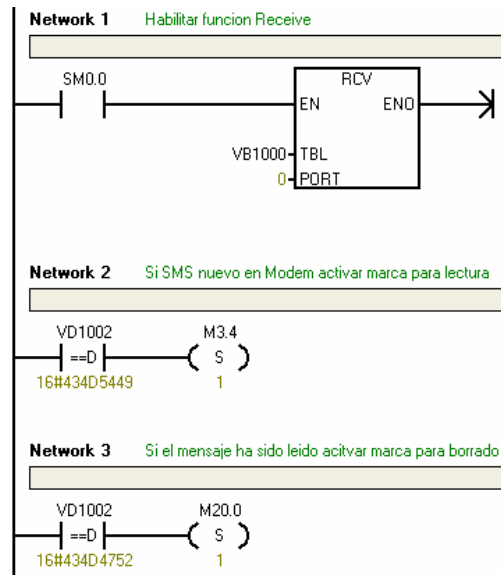 Network 1 Habilitar funcion Receive
SM0.0
RCV
EN ENO
VB1000 TBL
0 PORT
Network 2 Si SMS nuevo en Modem activar marca para lectura
VD1002 M3.4
==D S
16#434D5449 1
Network 3 Si el mensaje ha sido leido acitvar marca para borrado
VD1002 M20.0
==D S
16#434D4752 1